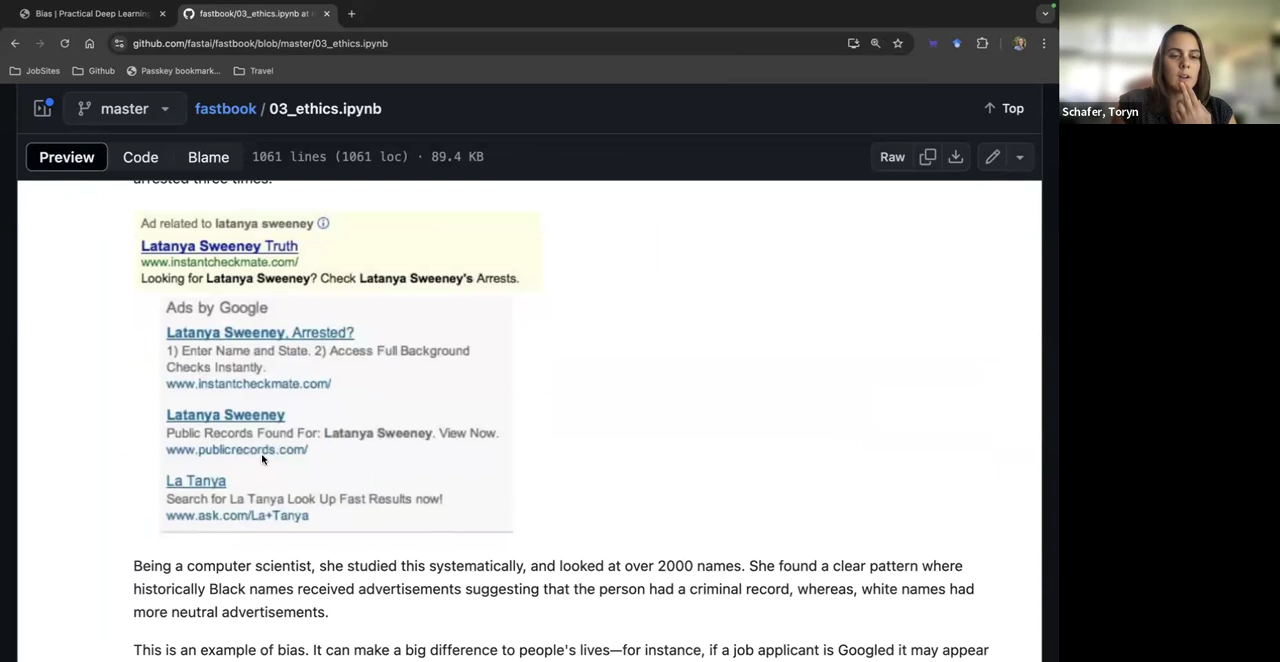 Bias | Practical Deep Learning
fastbook/03_ethics.ipynb at
github.com/fastai/fastbook/blob/master/03_ethics.ipynb
JobSites
Github
Passkey bookmark...
Travel
master
fastbook / 03_ethics.ipynb
Top
Preview
Code
Blame
1061 lines (1061 loc) · 89.4 KB
Raw
arrested three times.
Ad related to latanya sweeney
Latanya Sweeney Truth
www.instantcheckmate.com/
Looking for Latanya Sweeney? Check Latanya Sweeney's Arrests.
Ads by Google
Latanya Sweeney, Arrested?
1) Enter Name and State. 2) Access Full Background
Checks Instantly.
www.instantcheckmate.com/
Latanya Sweeney
Public Records Found For: Latanya Sweeney. View Now.
www.publicrecords.com/
La Tanya
Search for La Tanya Look Up Fast Results now!
www.ask.com/La+Tanya
Being a computer scientist, she studied this systematically, and looked at over 2000 names. She found a clear pattern where
historically Black names received advertisements suggesting that the person had a criminal record, whereas, white names had
more neutral advertisements.
This is an example of bias. It can make a big difference to people's lives—for instance, if a job applicant is Googled it may appear
Schafer, Toryn